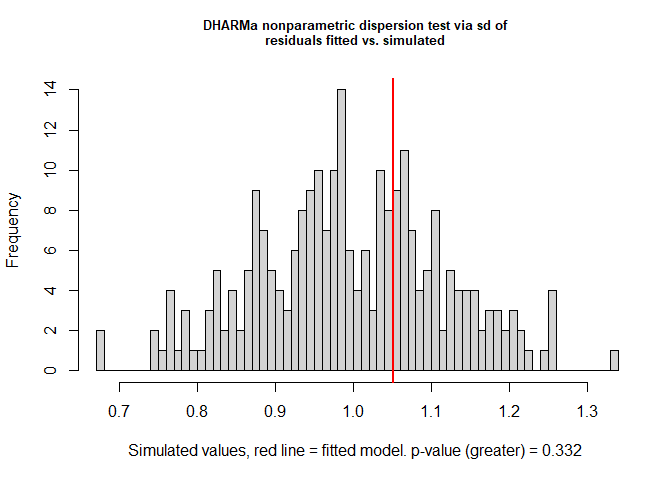 DHARMa nonparametric dispersion test via sd of
residuals fitted vs. simulated
Frequency
14
12
10
8
6
4
2
0
0.7 0.8 0.9 1.0 1.1 1.2 1.3
Simulated values, red line = fitted model. p-value (greater) = 0.332